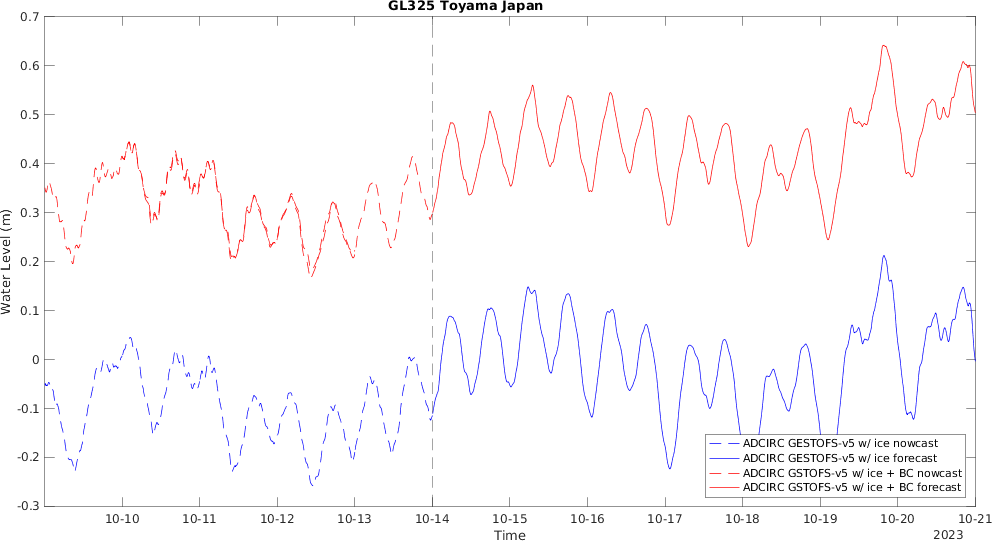 GL325 Toyama Japan
0.7
0.6
0.5
0.4
0.3
0.2
0.1
0
-0.1
-0.2
-0.3
Water Level (m)
ADCIRC GESTOFS-v5 w/ ice nowcast
ADCIRC GESTOFS-v5 w/ ice forecast
ADCIRC GSTOFS-v5 w/ ice + BC nowcast
ADCIRC GSTOFS-v5 w/ ice + BC forecast
10-10 10-11 10-12 10-13 10-14 10-15 10-16 10-17 10-18 10-19 10-20 10-21
Time
2023